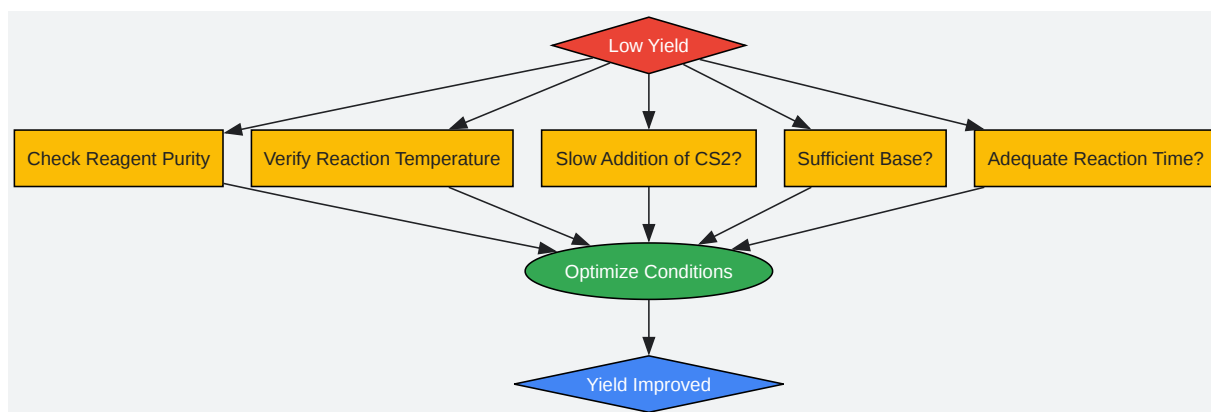 Low Yield
Check Reagent Purity
Verify Reaction Temperature
Slow Addition of CS2?
Sufficient Base?
Adequate Reaction Time?
Optimize Conditions
Yield Improved